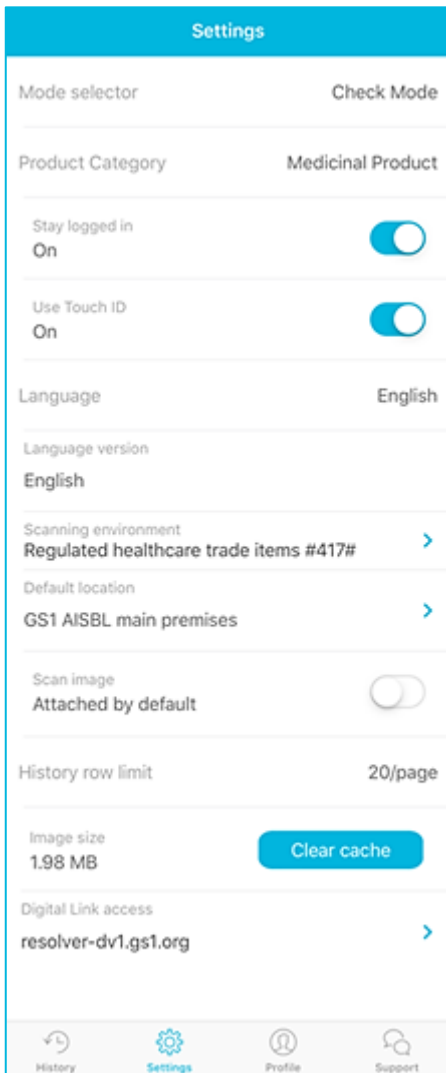 Settings
Mode selector Check Mode
Product Category Medicinal Product
Stay logged in
On
Use Touch ID
On
Language English
Language version
English
Scanning environment
Regulated healthcare trade items #417#
Default location
GS1 AISBL main premises
Scan image
Attached by default
History row limit 20/page
Image size
1.98 MB
Clear cache
Digital Link access
resolver-dv1.gs1.org
History Settings Profile Support